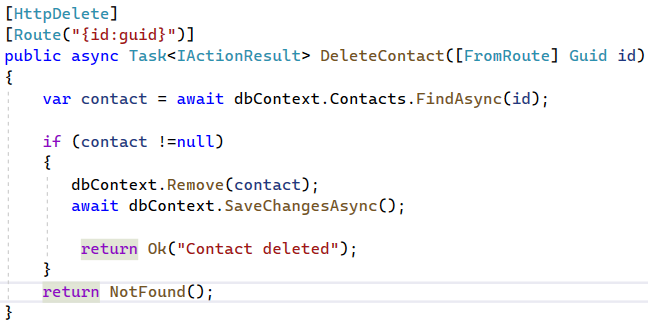 [HttpDelete]
[Route("{id:guid}")]
public async Task<IActionResult> DeleteContact([FromRoute] Guid id)
{
var contact = await dbContext.Contacts.FindAsync(id);
if (contact !=null)
{
dbContext.Remove(contact);
await dbContext.SaveChangesAsync();
return Ok("Contact deleted");
}
return NotFound();
}